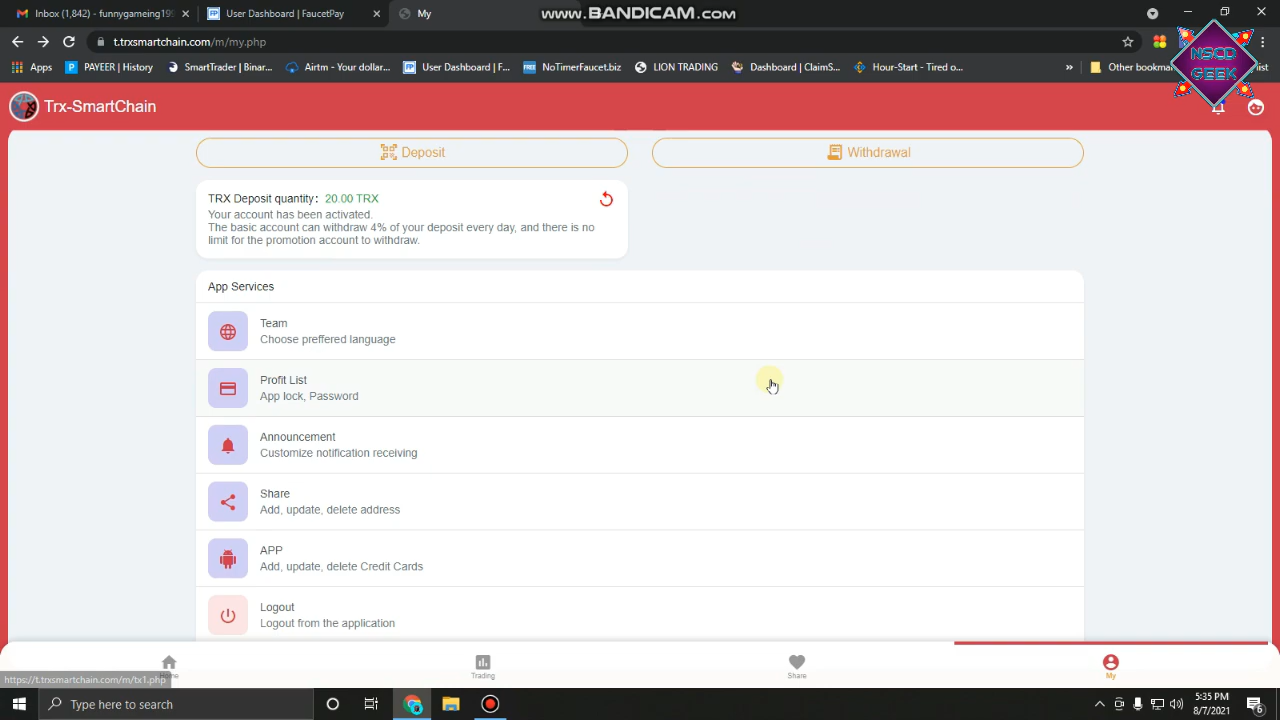 Inbox (1,842) - funnygameing195
User Dashboard | FaucetPay
My
www.BANDICAM.com
t.trxsmartchain.com/m/my.php
Apps
PAYEER | History
SmartTrader | Binar...
Airtm - Your dollar...
User Dashboard | F...
NoTimerFaucet.biz
LION TRADING
Dashboard | ClaimS...
Hour-Start - Tired...
»
Other bookma
NSCD
GEEK
Trx-SmartChain
Deposit
Withdrawal
TRX Deposit quantity: 20.00 TRX
Your account has been activated.
The basic account can withdraw 4% of your deposit every day, and there is no
limit for the promotion account to withdraw.
App Services
Team
Choose preffered language
Profit List
App lock, Password
Announcement
Customize notification receiving
Share
Add, update, delete address
APP
Add, update, delete Credit Cards
Logout
Logout from the application
Home
Trading
Share
My
https://t.trxsmartchain.com/m/tx1.php
Type here to search
5:35 PM
8/7/2021
6